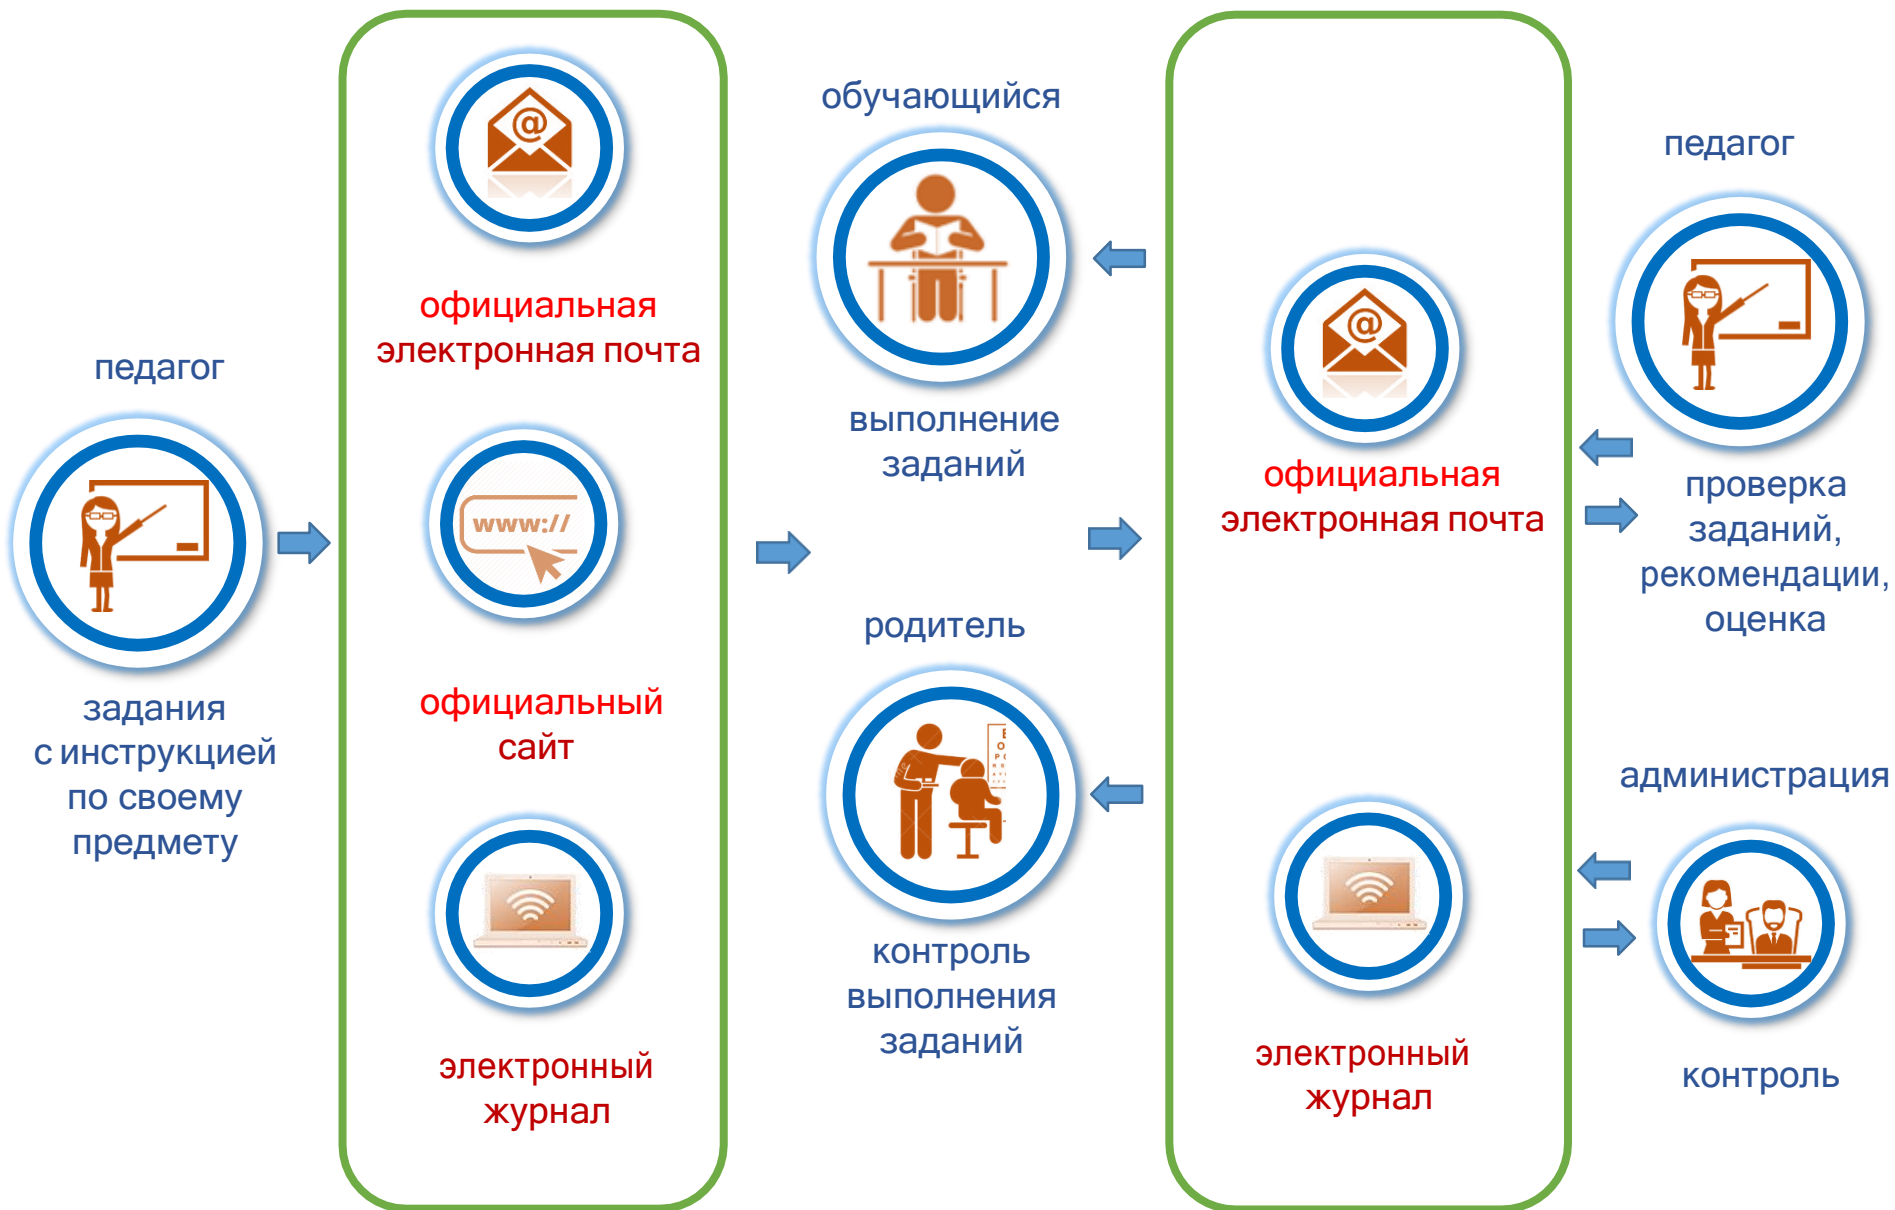 педагог
задания
с инструкцией
по своему
предмету
@
официальная
электронная почта
www://
официальный
сайт
электронный
журнал
обучающийся
выполнение
заданий
родитель
контроль
выполнения
заданий
@
официальная
электронная почта
электронный
журнал
педагог
проверка
заданий,
рекомендации,
оценка
администрация
контроль